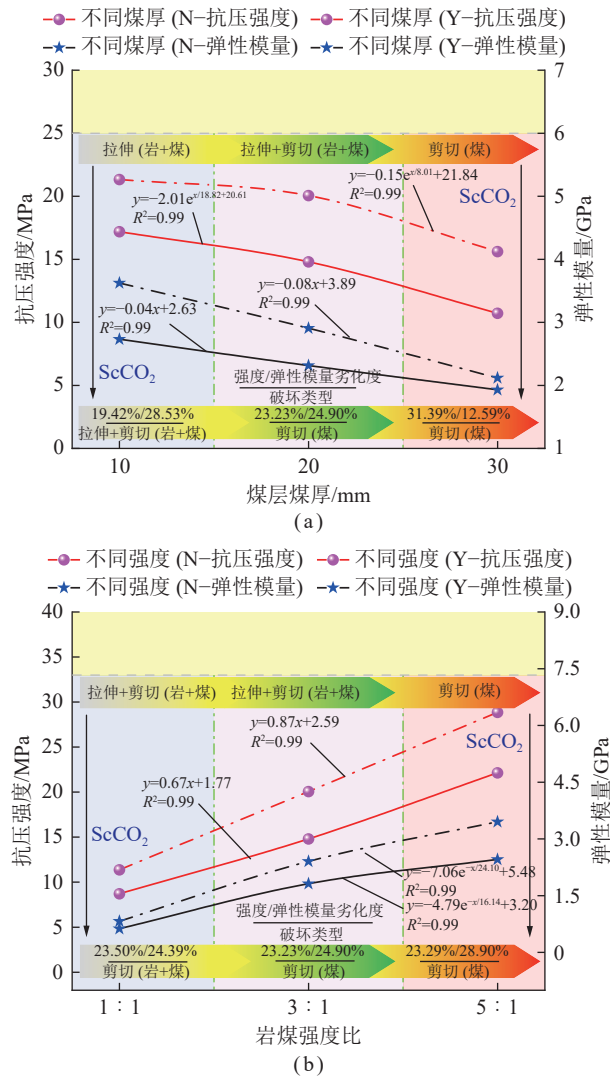 不同煤厚 (N−抗压强度) 不同煤厚 (Y−抗压强度)
不同煤厚 (N−弹性模量) 不同煤厚 (Y−弹性模量)
30
25
20
15
10
5
0
抗压强度/MPa
7
6
5
4
3
2
1
弹性模量/GPa
拉伸 (岩+煤) 拉伸+剪切 (岩+煤) 剪切 (煤)
y=−0.15e^{x/8.01}+21.84
R²=0.99
ScCO₂
y=−2.01e^{x/18.82+20.61}
R²=0.99
y=−0.08x+3.89
R²=0.99
y=−0.04x+2.63
R²=0.99
ScCO₂
强度/弹性模量劣化度
破坏类型
19.42%/28.53% 23.23%/24.90% 31.39%/12.59%
拉伸+剪切 (岩+煤) 剪切 (煤) 剪切 (煤)
10 20 30
煤层煤厚/mm
(a)
不同强度 (N−抗压强度) 不同强度 (Y−抗压强度)
不同强度 (N−弹性模量) 不同强度 (Y−弹性模量)
40
35
30
25
20
15
10
5
0
抗压强度/MPa
9.0
7.5
6.0
4.5
3.0
1.5
0
弹性模量/GPa
拉伸+剪切 (岩+煤) 拉伸+剪切 (岩+煤) 剪切 (煤)
y=0.87x+2.59
R²=0.99
ScCO₂
y=0.67x+1.77
R²=0.99
ScCO₂
y=−7.06e^{−x/24.10}+5.48
R²=0.99
y=−4.79e^{−x/16.14}+3.20
R²=0.99
强度/弹性模量劣化度
破坏类型
23.50%/24.39% 23.23%/24.90% 23.29%/28.90%
剪切 (岩+煤) 剪切 (煤) 剪切 (煤)
1∶1 3∶1 5∶1
岩煤强度比
(b)